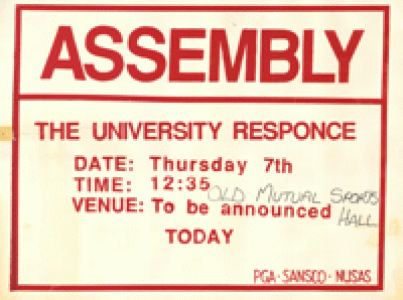 ASSEMBLY
THE UNIVERSITY RESPONCE
DATE: Thursday 7th
TIME: 12:35
OLD MUTUAL SPORTS
HALL
VENUE: To be announced
TODAY
PGA · SANSCO · NUSAS